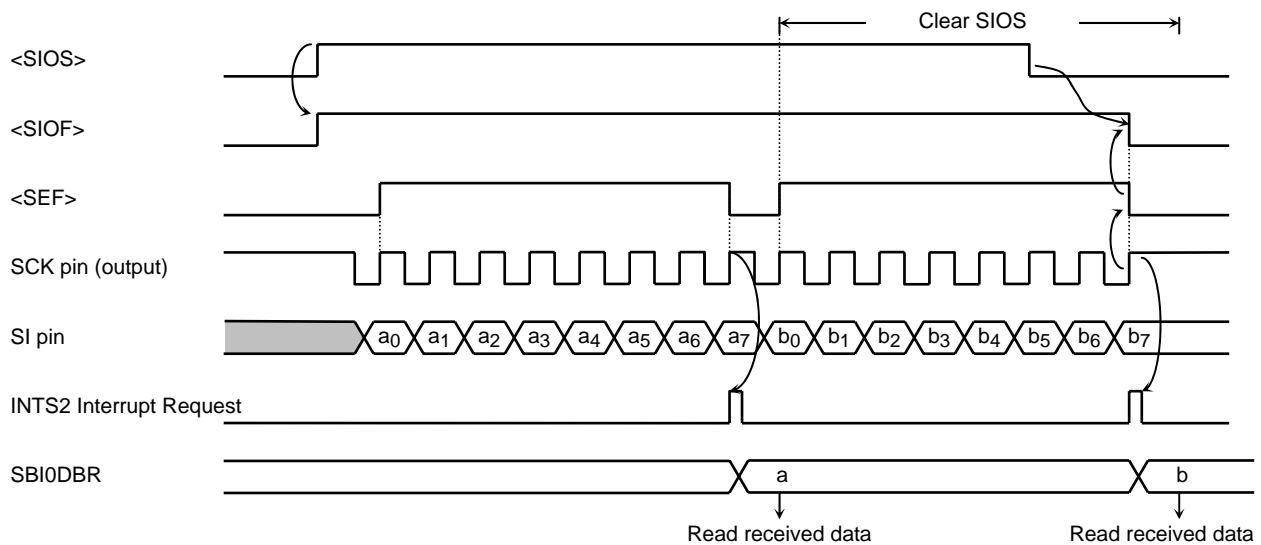 Clear SIOS
<SIOS>
<SIOF>
<SEF>
SCK pin (output)
SI pin
a0 a1 a2 a3 a4 a5 a6 a7 b0 b1 b2 b3 b4 b5 b6 b7
INTS2 Interrupt Request
SBI0DBR
a b
Read received data Read received data